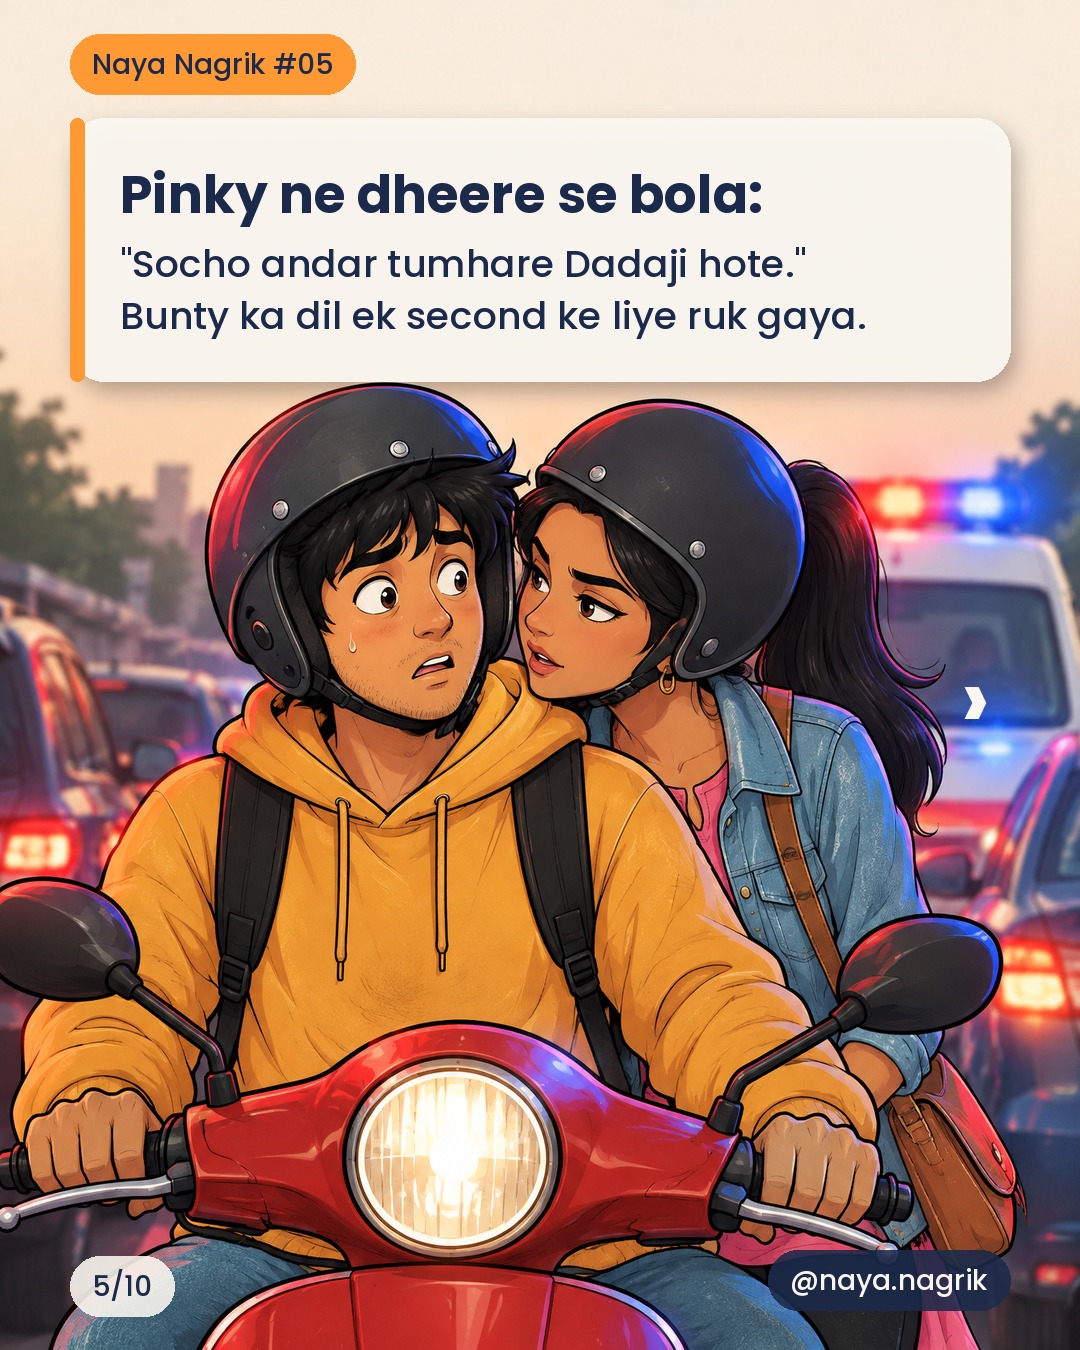 Naya Nagrik #05
Pinky ne dheere se bola:
"Socho andar tumhare Dadaji hote."
Bunty ka dil ek second ke liye ruk gaya.
5/10
@naya.nagrik